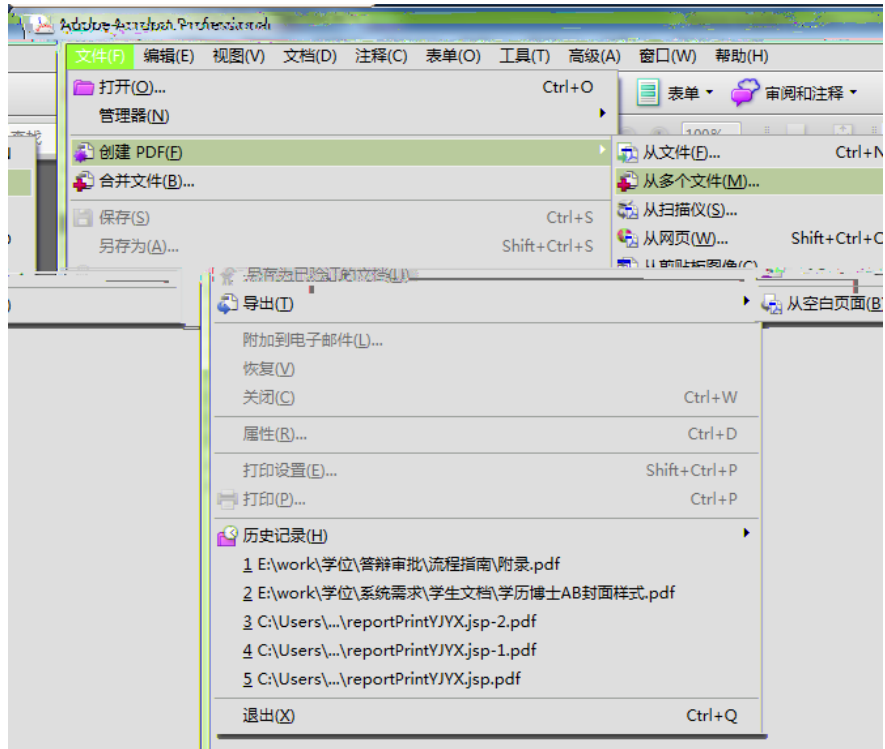 Adobe Acrobat Professional
文件(F) 编辑(E) 视图(V) 文档(D) 注释(C) 表单(O) 工具(T) 高级(A) 窗口(W) 帮助(H)
打开(O)... Ctrl+O
表单 审阅和注释
管理器(N)
查找
100%
创建 PDF(F)
从文件(F)... Ctrl+N
合并文件(B)...
从多个文件(M)...
保存(S) Ctrl+S
从扫描仪(S)...
另存为(A)... Shift+Ctrl+S
从网页(W)... Shift+Ctrl+O
从剪贴板图像(C)
导出(T)
从空白页面(B)
附加到电子邮件(L)...
恢复(V)
关闭(C) Ctrl+W
属性(R)... Ctrl+D
打印设置(E)... Shift+Ctrl+P
打印(P)... Ctrl+P
历史记录(H)
1 E:\work\学位\答辩审批\流程指南\附录.pdf
2 E:\work\学位\系统需求\学生文档\学历博士AB封面样式.pdf
3 C:\Users\...\reportPrintYJYX.jsp-2.pdf
4 C:\Users\...\reportPrintYJYX.jsp-1.pdf
5 C:\Users\...\reportPrintYJYX.jsp.pdf
退出(X) Ctrl+Q